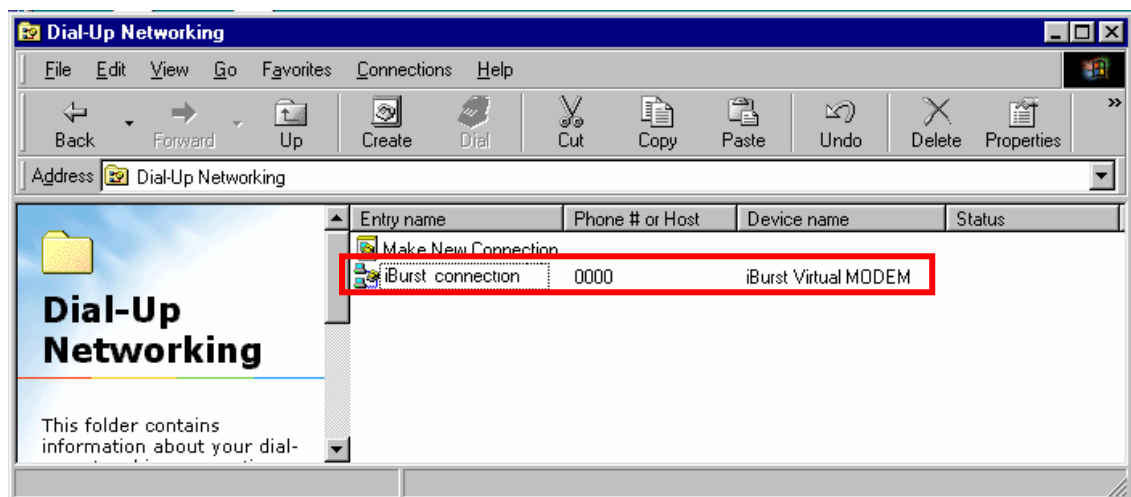 Dial-Up Networking
File Edit View Go Favorites Connections Help
Back Forward Up Create Dial Cut Copy Paste Undo Delete Properties »
Address Dial-Up Networking
Entry name Phone # or Host Device name Status
Make New Connection
iBurst connection 0000 iBurst Virtual MODEM
Dial-Up
Networking
This folder contains
information about your dial-